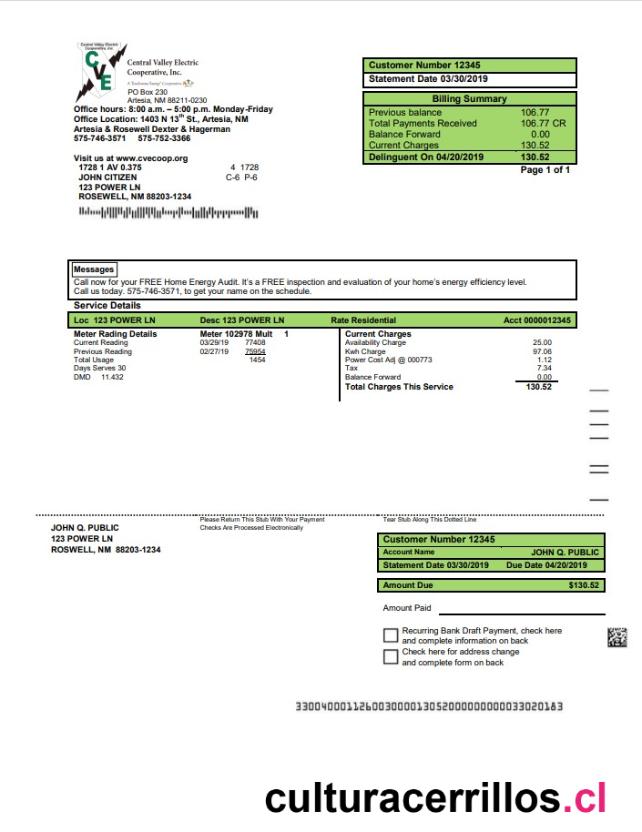 Central Valley Electric
Cooperative, Inc.
CVE
Central Valley Electric
Cooperative, Inc.
A Touchstone Energy Cooperative
PO Box 230
Artesia, NM 88211-0230
Office hours: 8:00 a.m. – 5:00 p.m. Monday-Friday
Office Location: 1403 N 13th St., Artesia, NM
Artesia & Rosewell Dexter & Hagerman
575-746-3571 575-752-3366
Visit us at www.cvecoop.org
1728 1 AV 0.375 4 1728
JOHN CITIZEN C-6 P-6
123 POWER LN
ROSEWELL, NM 88203-1234
Customer Number 12345
Statement Date 03/30/2019
Billing Summary
Previous balance 106.77
Total Payments Received 106.77 CR
Balance Forward 0.00
Current Charges 130.52
Delinguent On 04/20/2019 130.52
Page 1 of 1
Messages
Call now for your FREE Home Energy Audit. It's a FREE inspection and evaluation of your home's energy efficiency level.
Call us today. 575-746-3571, to get your name on the schedule.
Service Details
Loc 123 POWER LN Desc 123 POWER LN Rate Residential Acct 0000012345
Meter Rading Details Meter 102978 Mult 1
Current Reading 03/29/19 77408
Previous Reading 02/27/19 75954
Total Usage 1454
Days Serves 30
DMD 11.432
Current Charges
Availability Charge 25.00
Kwh Charge 97.06
Power Cost Adj @ 000773 1.12
Tax 7.34
Balance Forward 0.00
Total Charges This Service 130.52
Please Return This Stub With Your Payment
Checks Are Processed Electronically
Tear Stub Along This Dotted Line
JOHN Q. PUBLIC
123 POWER LN
ROSWELL, NM 88203-1234
Customer Number 12345
Account Name JOHN Q. PUBLIC
Statement Date 03/30/2019 Due Date 04/20/2019
Amount Due $130.52
Amount Paid
Recurring Bank Draft Payment, check here
and complete information on back
Check here for address change
and complete form on back
330040001126003000013052000000000033020183
culturacerrillos.cl